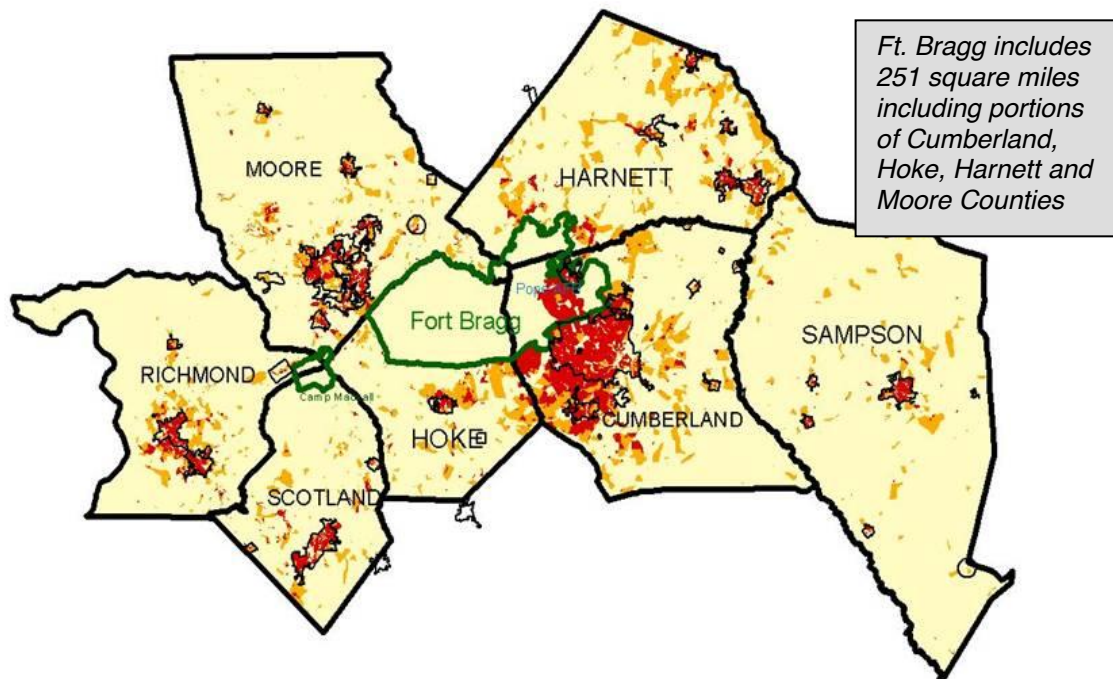 Ft. Bragg includes
251 square miles
including portions
of Cumberland,
Hoke, Harnett and
Moore Counties
MOORE
HARNETT
Pope
Fort Bragg
SAMPSON
RICHMOND
Camp Mackall
CUMBERLAND
HOKE
SCOTLAND